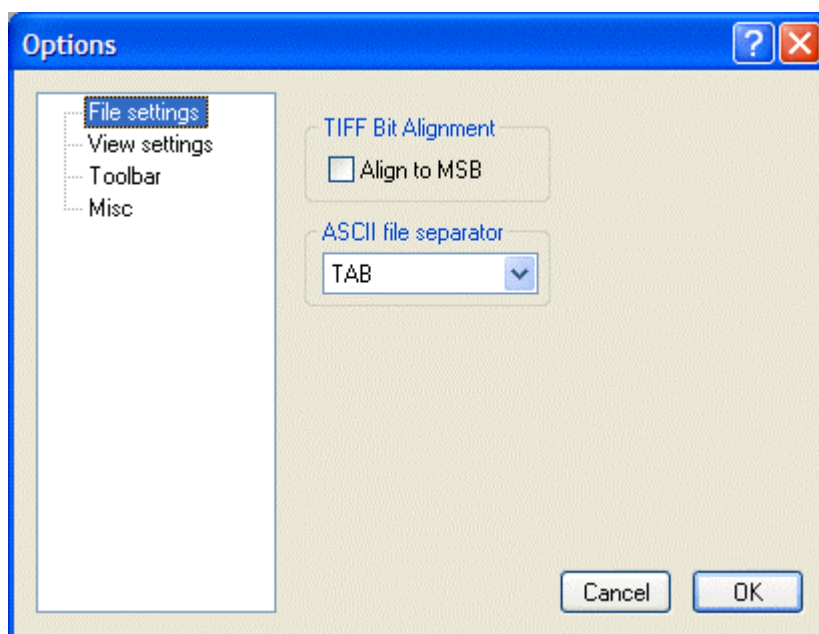 Options
File settings
View settings
Toolbar
Misc
TIFF Bit Alignment
Align to MSB
ASCII file separator
TAB
Cancel
OK